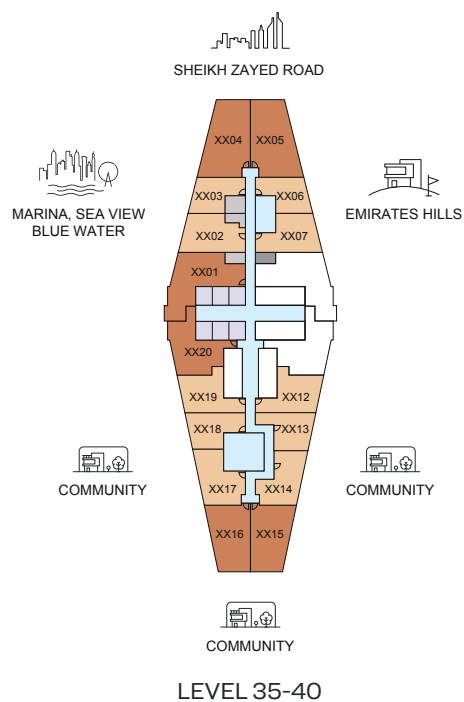 SHEIKH ZAYED ROAD
XX04
XX05
MARINA, SEA VIEW
BLUE WATER
EMIRATES HILLS
XX03
XX06
XX02
XX07
XX01
XX20
XX19
XX12
XX18
XX13
COMMUNITY
COMMUNITY
XX17
XX14
XX16
XX15
COMMUNITY
LEVEL 35-40